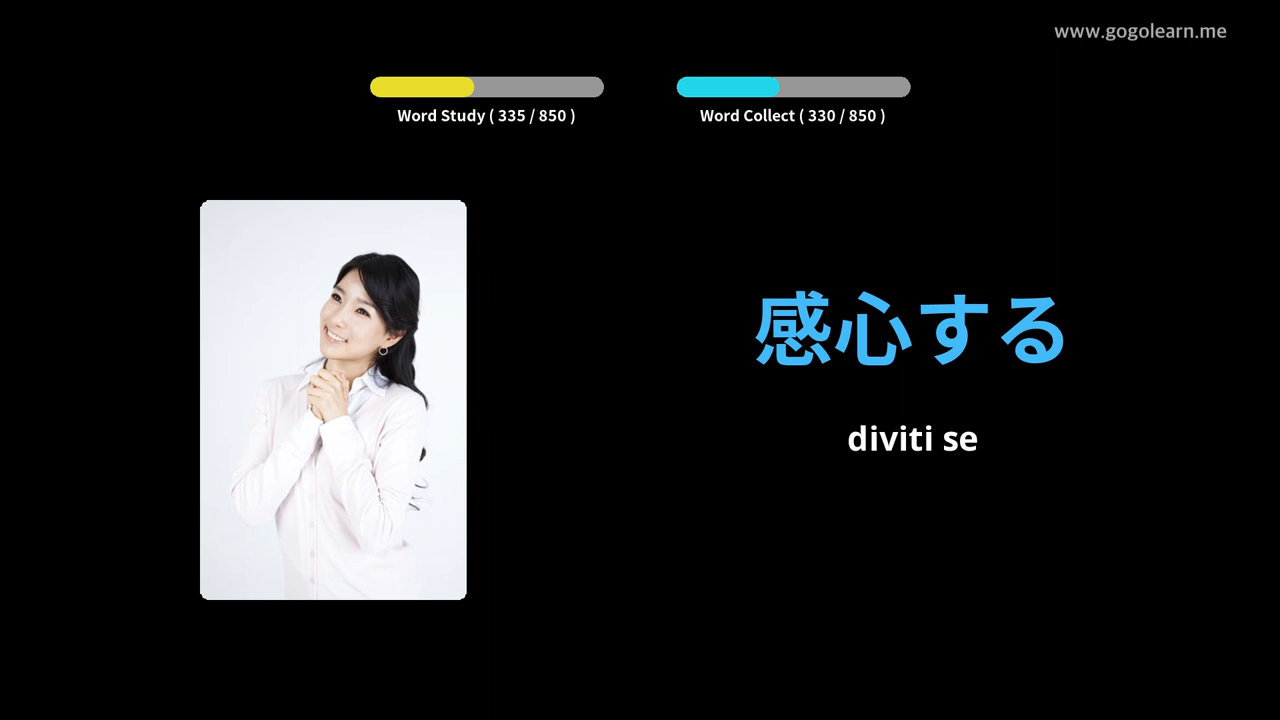 www.gogolearn.me
Word Study ( 335 / 850 )
Word Collect ( 330 / 850 )
感心する
diviti se